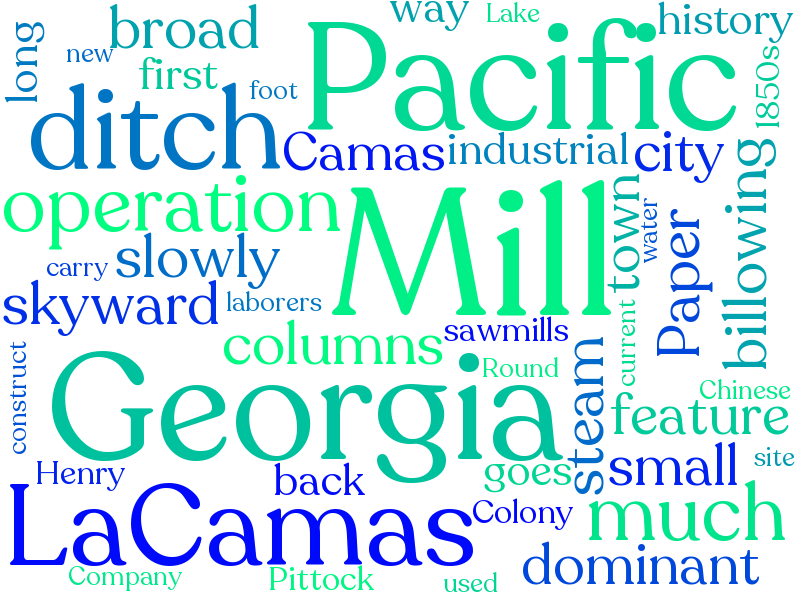 way
Lake
history
long
broad
Pacific
new
first
foot
1850s
ditch
Camas
industrial
city
operation
Mill
town
water
Paper
billowing
slowly
carry
skyward
laborers
columns
sawmills
current
Georgia
Round
steam
construct
Chinese
feature
Henry
back
goes
small
site
LaCamas
Colony
much
dominant
Company
Pittock
used